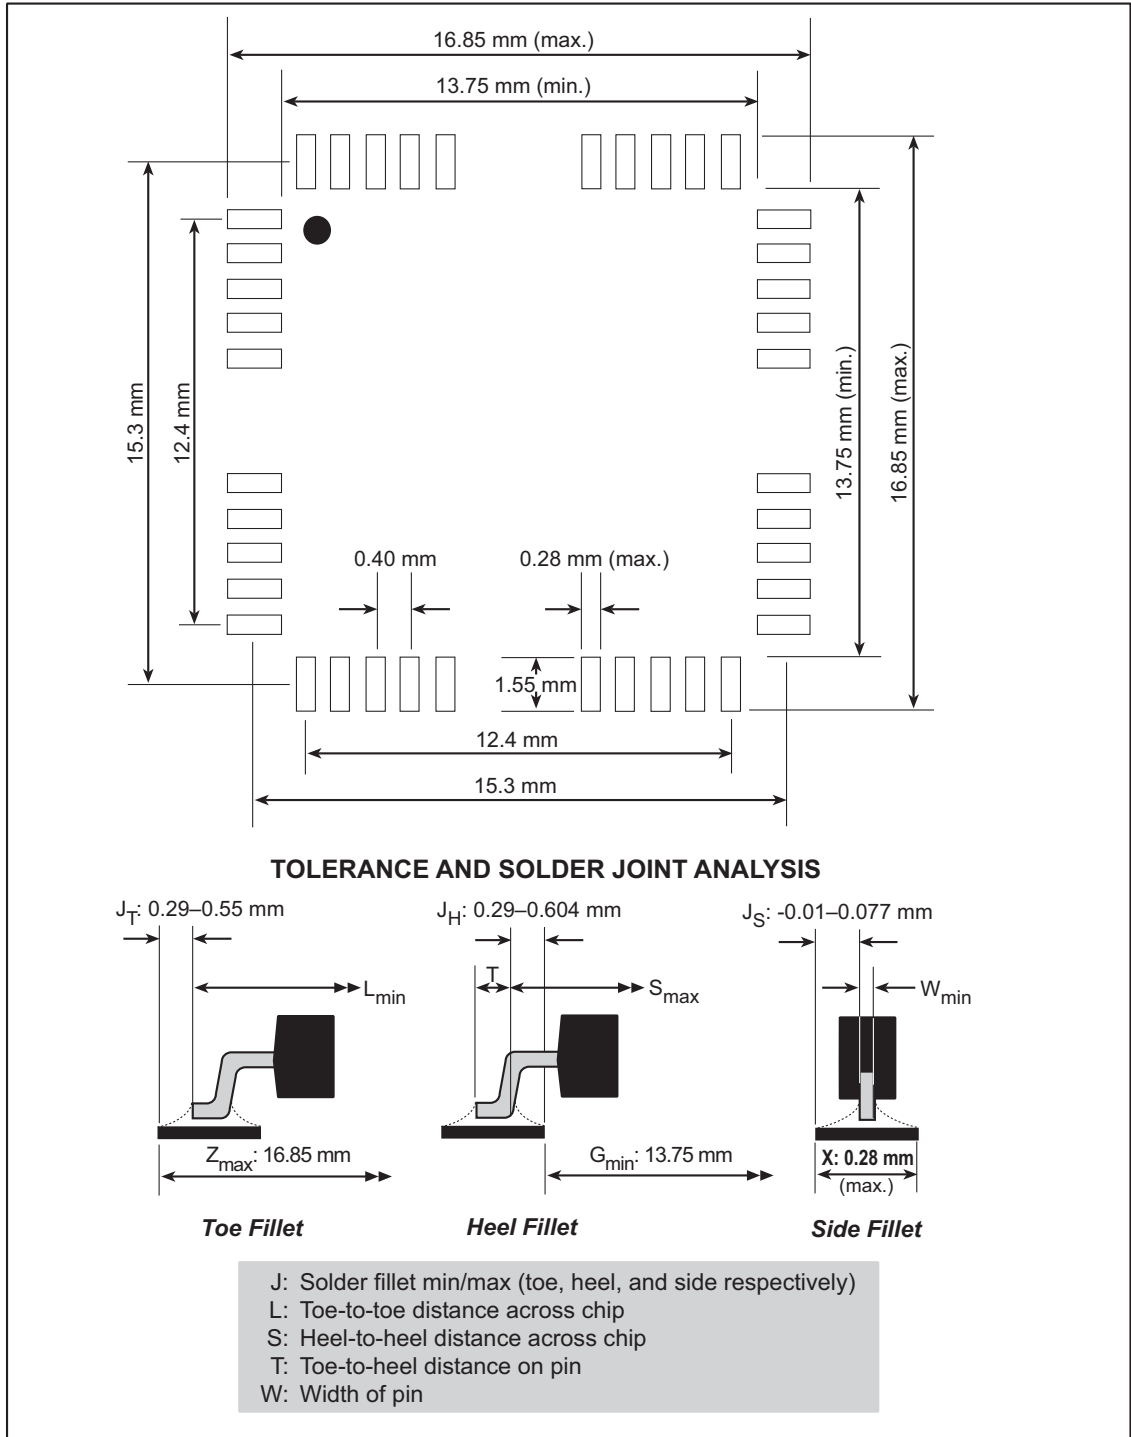 16.85 mm (max.)
13.75 mm (min.)
15.3 mm
12.4 mm
13.75 mm (min.)
16.85 mm (max.)
0.40 mm
0.28 mm (max.)
1.55 mm
12.4 mm
15.3 mm
TOLERANCE AND SOLDER JOINT ANALYSIS
JT: 0.29–0.55 mm
JH: 0.29–0.604 mm
JS: -0.01–0.077 mm
Lmin
T
Smax
Wmin
Zmax: 16.85 mm
Gmin: 13.75 mm
X: 0.28 mm
(max.)
Toe Fillet
Heel Fillet
Side Fillet
J: Solder fillet min/max (toe, heel, and side respectively)
L: Toe-to-toe distance across chip
S: Heel-to-heel distance across chip
T: Toe-to-heel distance on pin
W: Width of pin